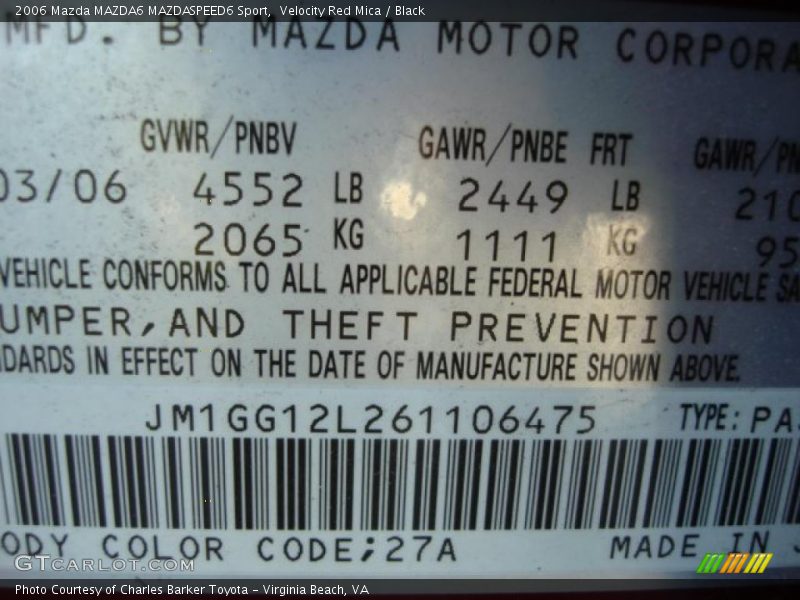 2006 Mazda MAZDA6 MAZDASPEED6 Sport, Velocity Red Mica / Black
MFD. BY MAZDA MOTOR CORPORA
GVWR/PNBV GAWR/PNBE FRT GAWR/PN
03/06 4552 LB 2449 LB 210
2065 KG 1111 KG 95
VEHICLE CONFORMS TO ALL APPLICABLE FEDERAL MOTOR VEHICLE SA
UMPER, AND THEFT PREVENTION
DARDS IN EFFECT ON THE DATE OF MANUFACTURE SHOWN ABOVE.
JM1GG12L261106475 TYPE: PAS
ODY COLOR CODE;27A MADE IN J
GTCarLot.com
Photo Courtesy of Charles Barker Toyota – Virginia Beach, VA